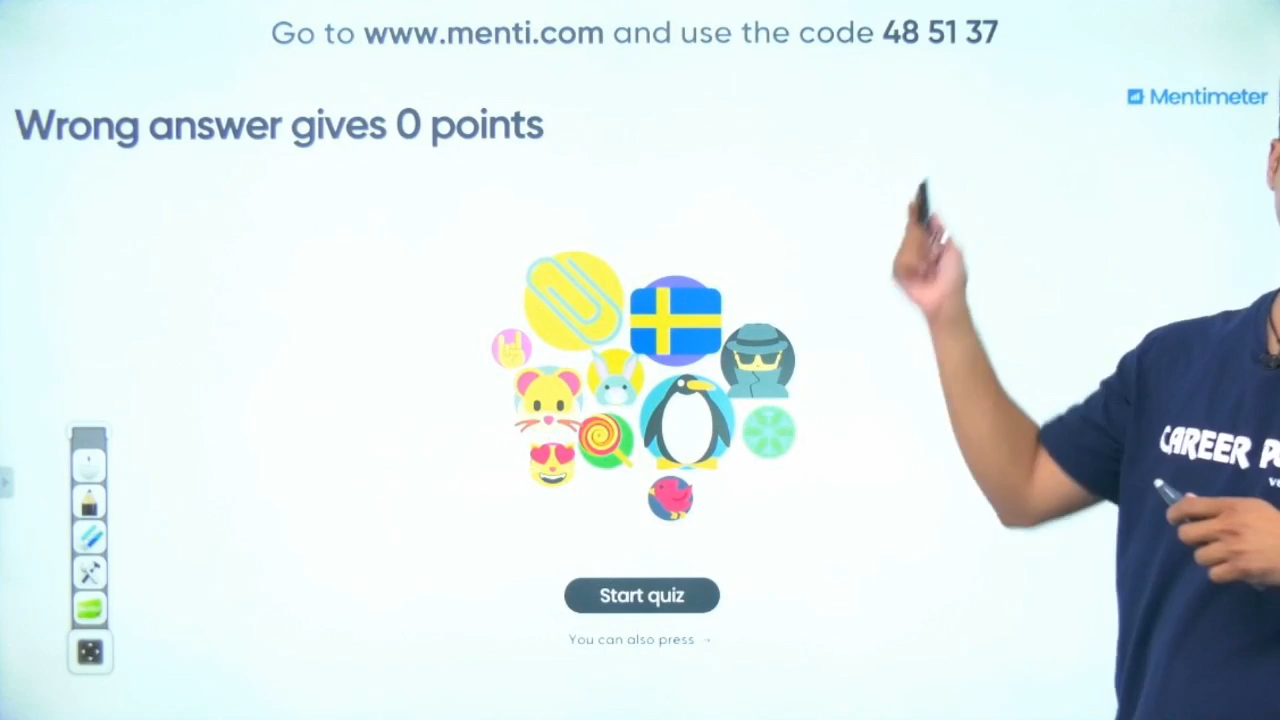 Go to www.menti.com and use the code 48 51 37
Mentimeter
Wrong answer gives 0 points
CAREER
Start quiz
You can also press →